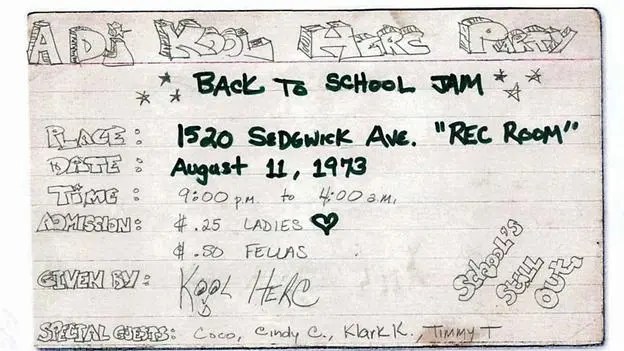 A DJ KOOL HERC PARTY
BACK TO SCHOOL JAM
PLACE: 1520 SEDGWICK AVE. "REC ROOM"
DATE: August 11, 1973
TIME: 9:00 p.m. to 4:00 a.m.
ADMISSION: $.25 LADIES ♥
$.50 FELLAS
GIVEN BY: KOOL HERC
School's
Still
Out
SPECIAL GUESTS: Coco, Cindy C., Klark K., Timmy T